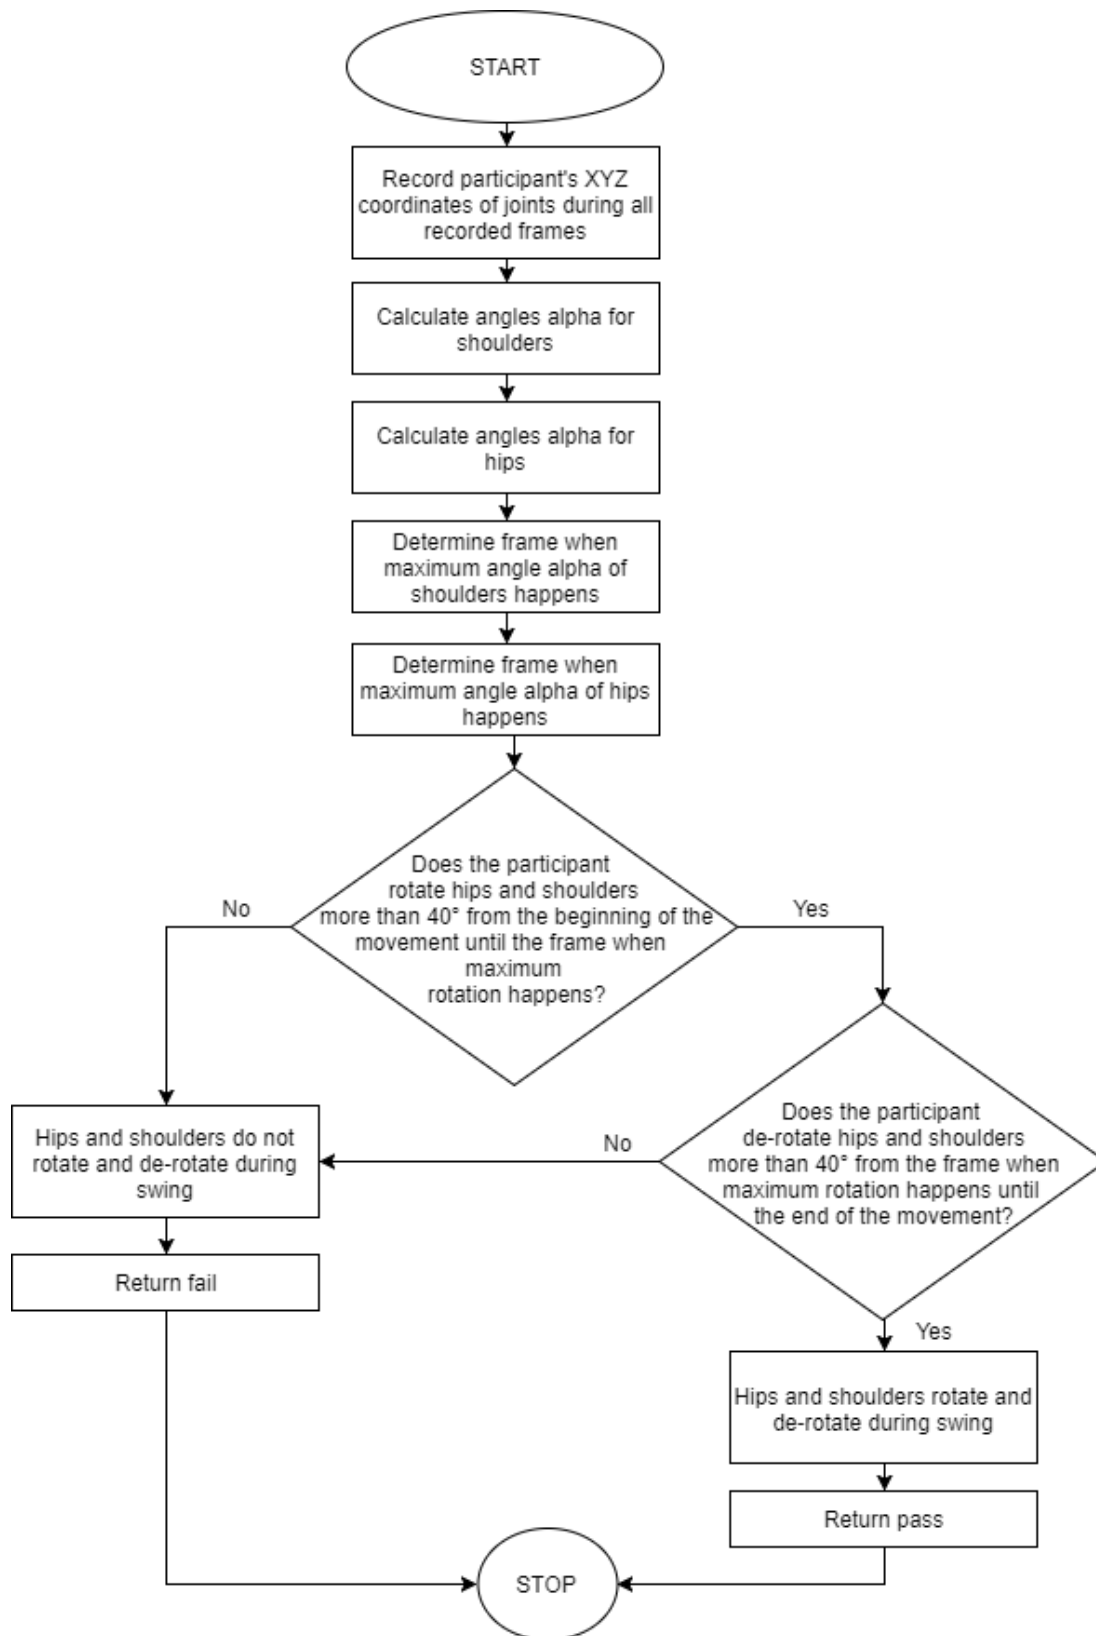 START
Record participant's XYZ
coordinates of joints during all
recorded frames
Calculate angles alpha for
shoulders
Calculate angles alpha for
hips
Determine frame when
maximum angle alpha of
shoulders happens
Determine frame when
maximum angle alpha of hips
happens
Does the participant
rotate hips and shoulders
more than 40° from the beginning of the
movement until the frame when
maximum
rotation happens?
No
Yes
Does the participant
de-rotate hips and shoulders
more than 40° from the frame when
maximum rotation happens until
the end of the movement?
No
Hips and shoulders do not
rotate and de-rotate during
swing
Return fail
Yes
Hips and shoulders rotate and
de-rotate during swing
Return pass
STOP